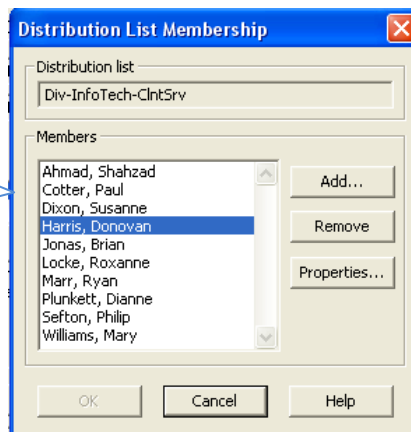 Distribution List Membership
Distribution list
Div-InfoTech-ClntSrv
Members
Ahmad, Shahzad
Cotter, Paul
Dixon, Susanne
Harris, Donovan
Jonas, Brian
Locke, Roxanne
Marr, Ryan
Plunkett, Dianne
Sefton, Philip
Williams, Mary
Add...
Remove
Properties...
OK
Cancel
Help